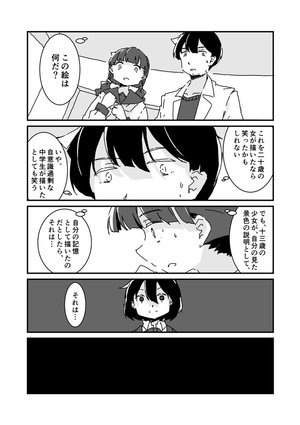 この絵は
何だ？
これを二十歳の
女が描いたなら
笑ったかも
しれない
いや、
自意識過剰な
中学生が描いた
としても笑う
でも、十三歳の
少女が、自分の見た
景色の説明として、
自分の記憶
として描いたの
だとしたら、
それは…
それは…